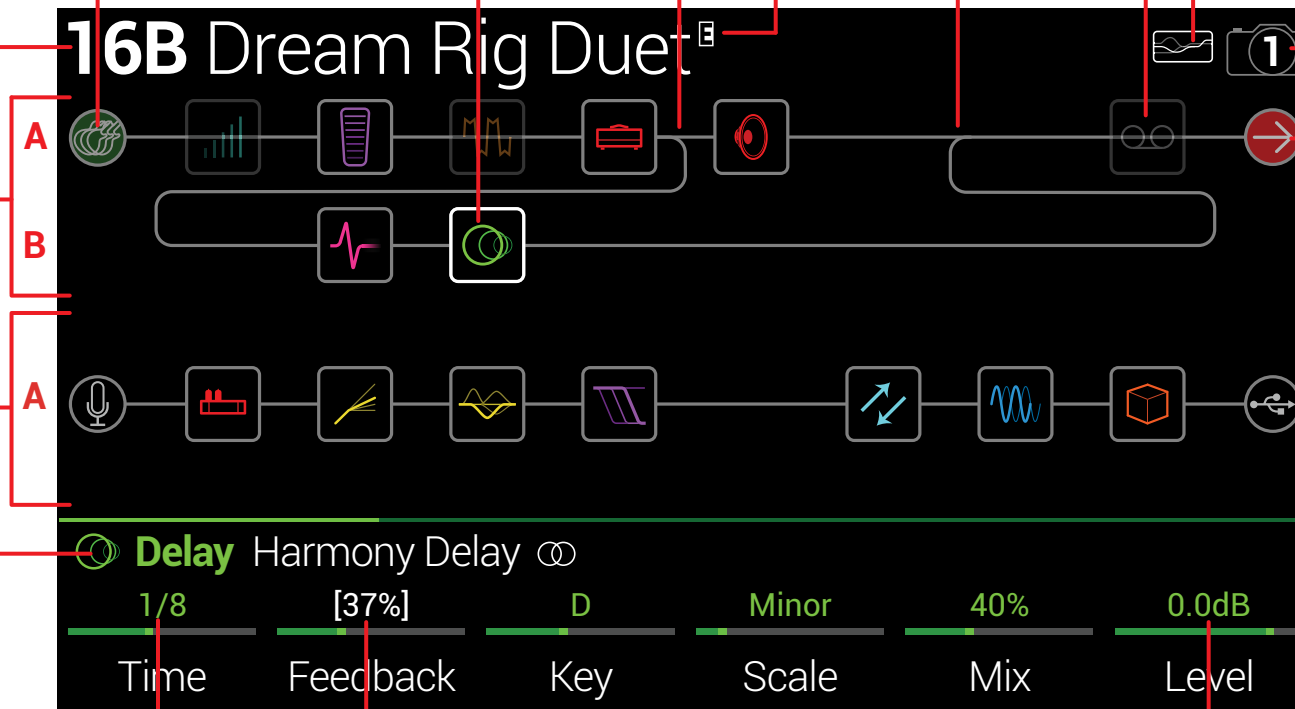 16B Dream Rig Duet E
1
A
B
A
Delay Harmony Delay
1/8 [37%] D Minor 40% 0.0dB
Time Feedback Key Scale Mix Level